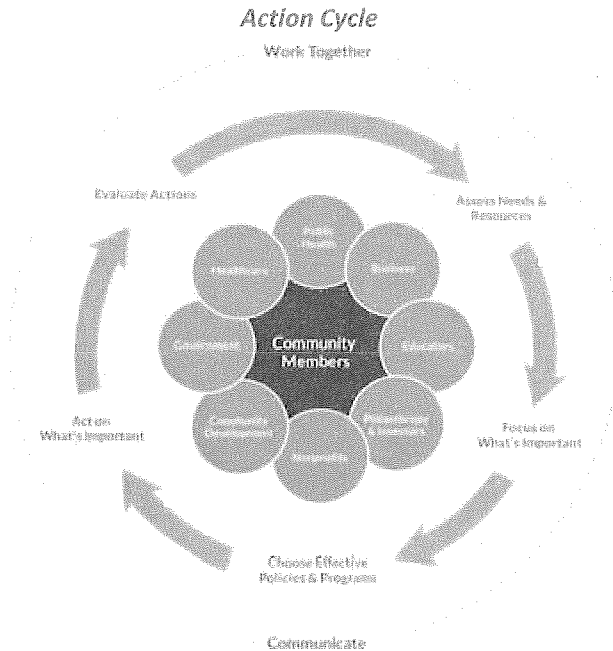 Action Cycle
Work Together
Evaluate Actions
Assess Needs &
Resources
Public
Health
Healthcare
Business
Government
Community
Members
Educators
Community
Development
Philanthropy
& Investors
Nonprofits
Act on
What's Important
Focus on
What's Important
Choose Effective
Policies & Programs
Communicate